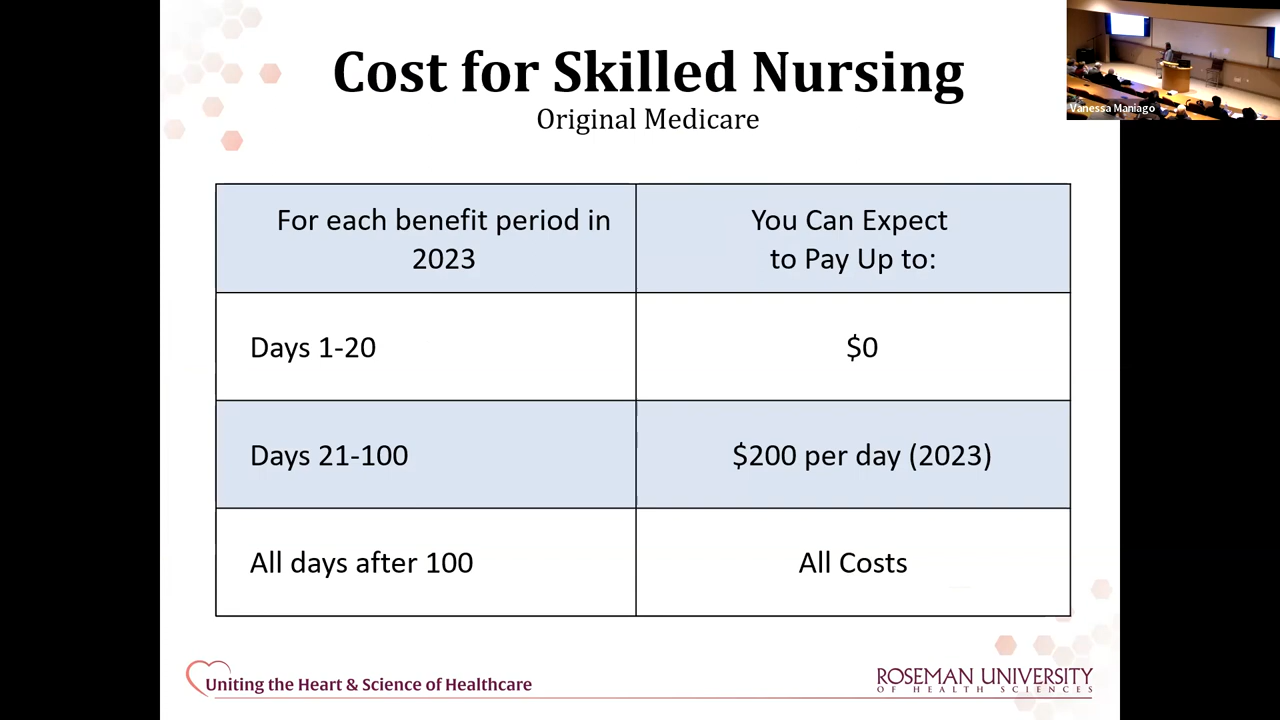 Cost for Skilled Nursing
Original Medicare
Vanessa Maniago
For each benefit period in
2023
You Can Expect
to Pay Up to:
Days 1-20
$0
Days 21-100
$200 per day (2023)
All days after 100
All Costs
Uniting the Heart & Science of Healthcare
ROSEMAN UNIVERSITY
OF HEALTH SCIENCES